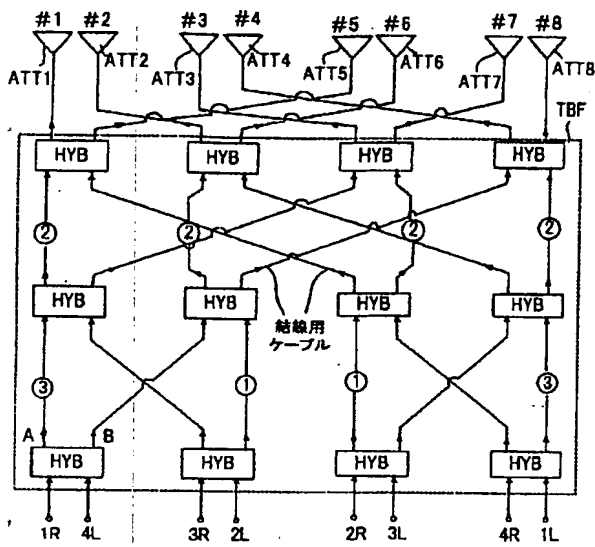 #1 #2 #3 #4 #5 #6 #7 #8
ATT1 ATT2 ATT3 ATT4 ATT5 ATT6 ATT7 ATT8
TBF
HYB HYB HYB HYB
② ② ② ②
HYB HYB HYB HYB
結線用
ケーブル
③ ① ① ③
A B
HYB HYB HYB HYB
1R 4L 3R 2L 2R 3L 4R 1L